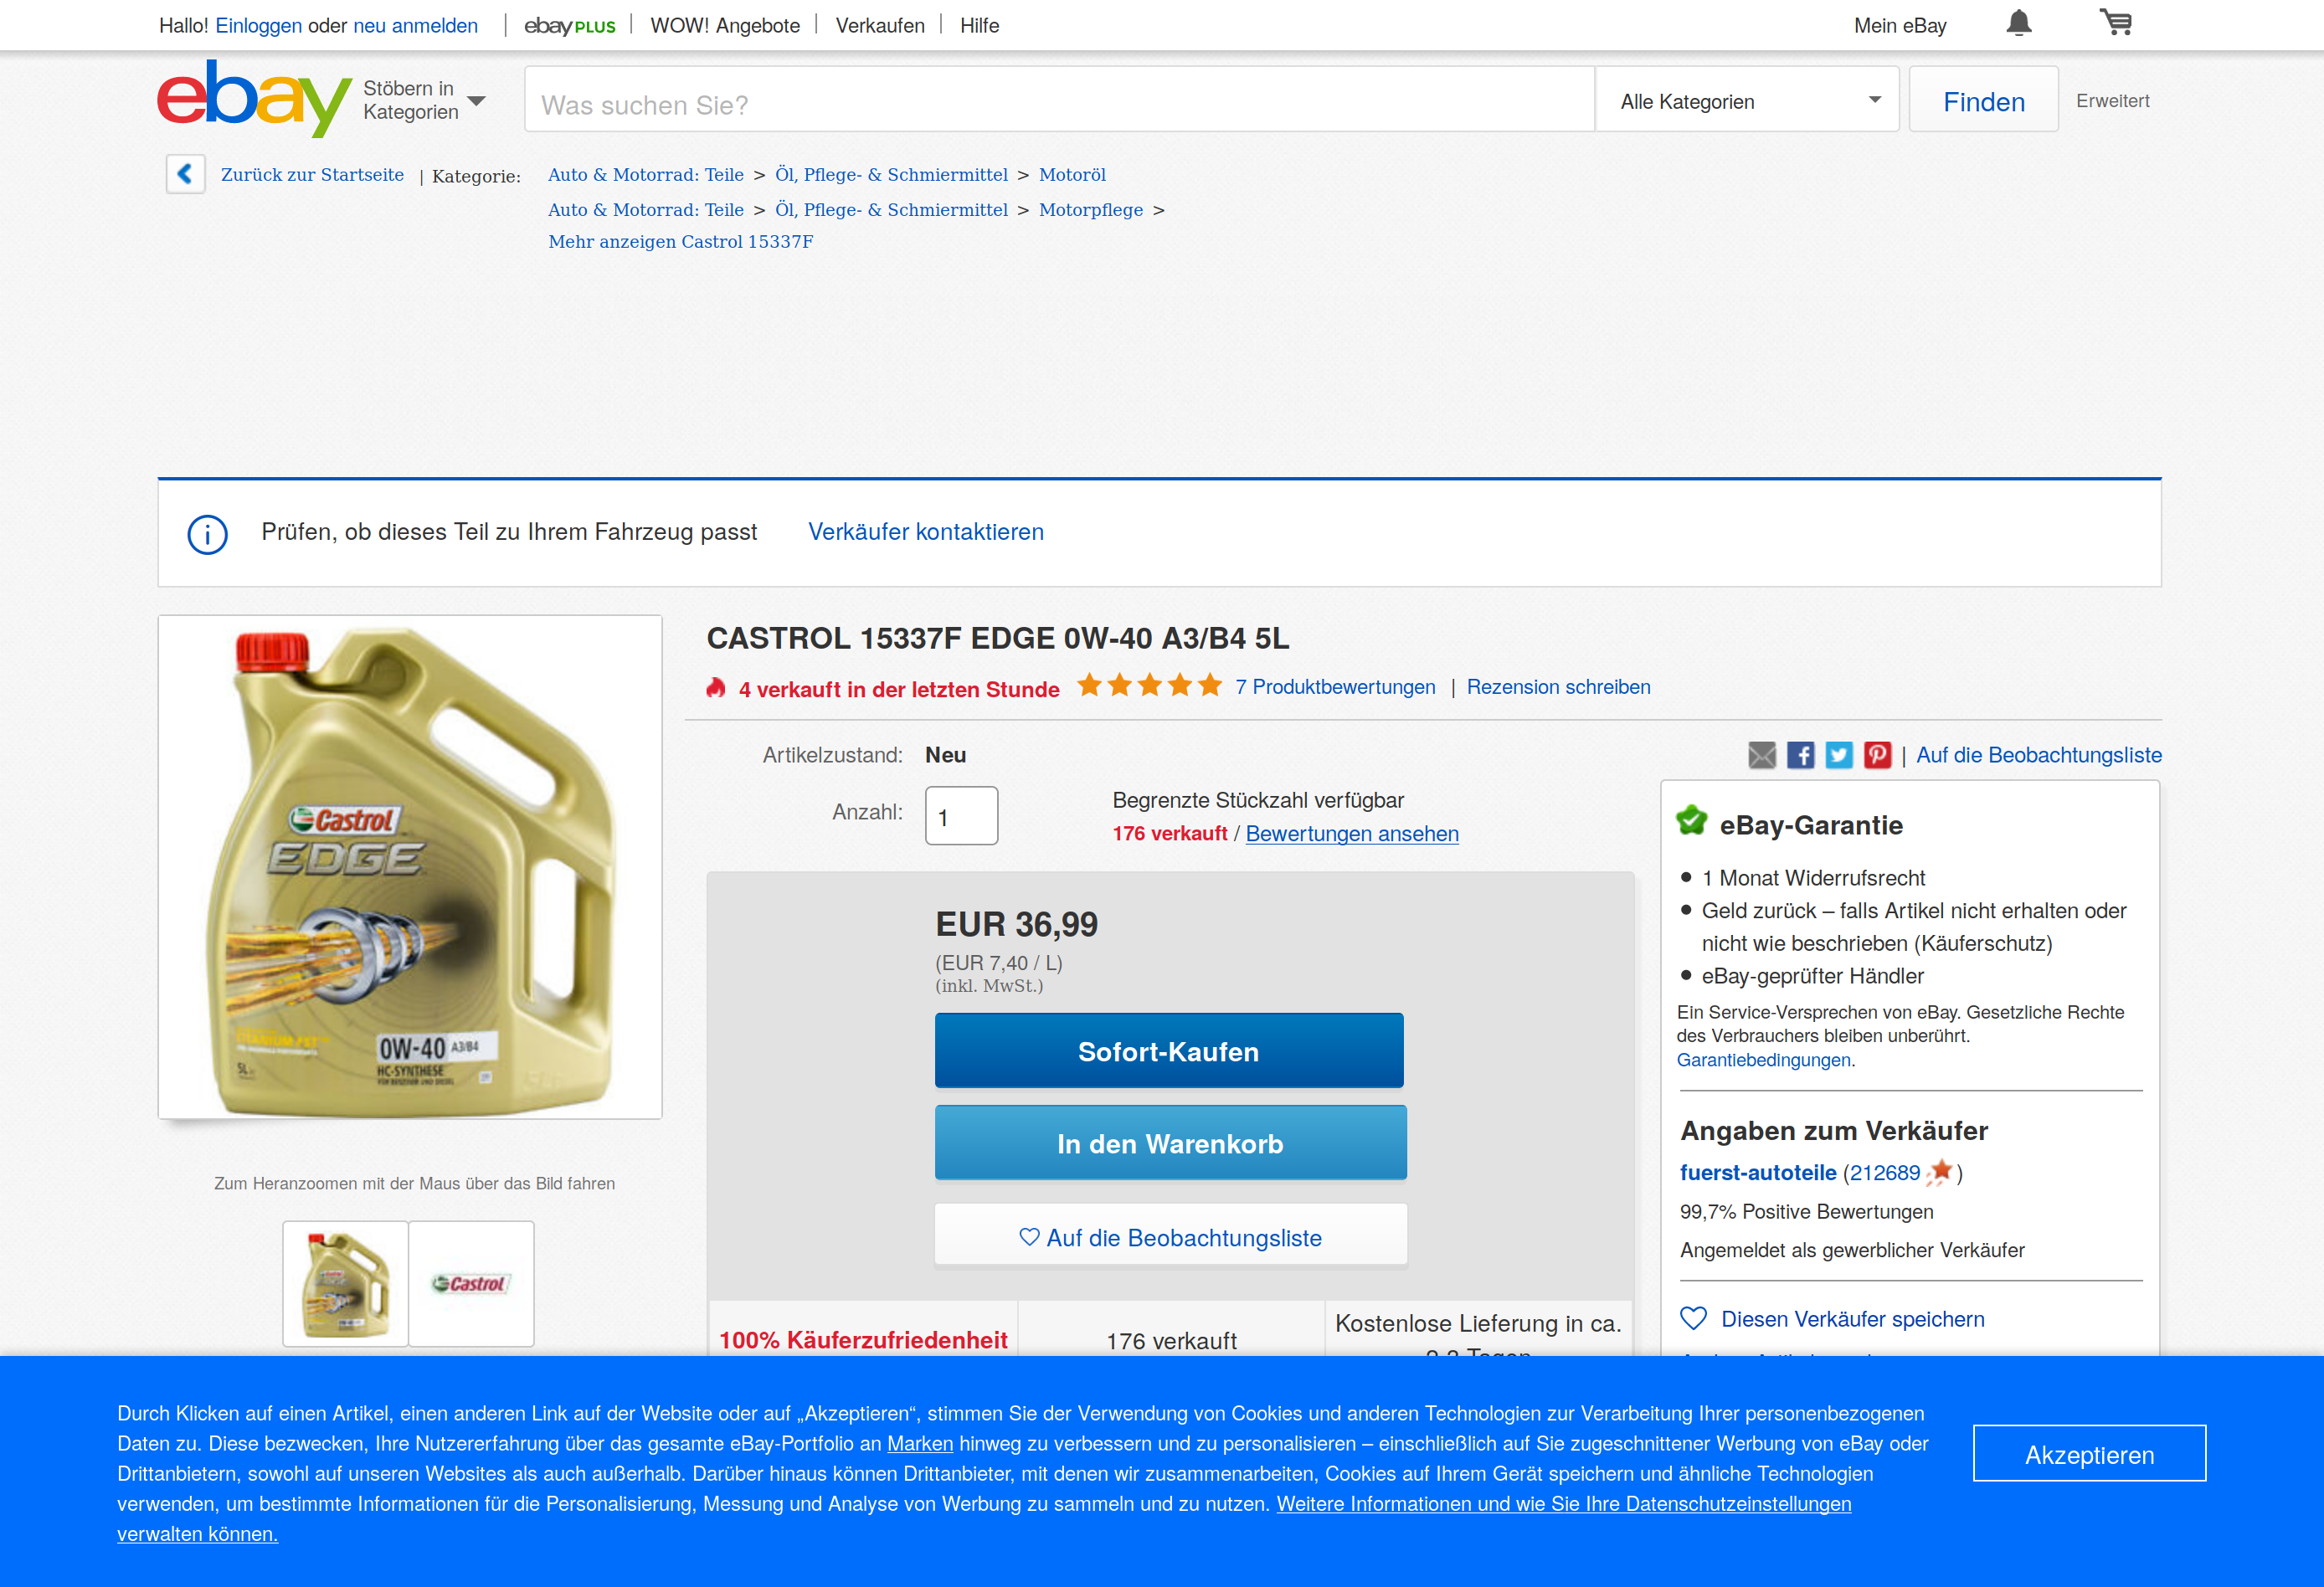 Hallo! Einloggen oder neu anmelden | ebay PLUS | WOW! Angebote | Verkaufen | Hilfe Mein eBay
ebay Stöbern in Kategorien Was suchen Sie? Alle Kategorien Finden Erweitert
Zurück zur Startseite | Kategorie: Auto & Motorrad: Teile > Öl, Pflege- & Schmiermittel > Motoröl
Auto & Motorrad: Teile > Öl, Pflege- & Schmiermittel > Motorpflege >
Mehr anzeigen Castrol 15337F
Prüfen, ob dieses Teil zu Ihrem Fahrzeug passt Verkäufer kontaktieren
Castrol
EDGE
0W-40 A3/B4
HC-SYNTHESE
5L
Zum Heranzoomen mit der Maus über das Bild fahren
Castrol
CASTROL 15337F EDGE 0W-40 A3/B4 5L
4 verkauft in der letzten Stunde 7 Produktbewertungen | Rezension schreiben
Artikelzustand: Neu
Anzahl: 1
Begrenzte Stückzahl verfügbar
176 verkauft / Bewertungen ansehen
EUR 36,99
(EUR 7,40 / L)
(inkl. MwSt.)
Sofort-Kaufen
In den Warenkorb
Auf die Beobachtungsliste
100% Käuferzufriedenheit
176 verkauft
Kostenlose Lieferung in ca.
2-3 Tagen
| Auf die Beobachtungsliste
eBay-Garantie
1 Monat Widerrufsrecht
Geld zurück – falls Artikel nicht erhalten oder
nicht wie beschrieben (Käuferschutz)
eBay-geprüfter Händler
Ein Service-Versprechen von eBay. Gesetzliche Rechte
des Verbrauchers bleiben unberührt.
Garantiebedingungen.
Angaben zum Verkäufer
fuerst-autoteile (212689 )
99,7% Positive Bewertungen
Angemeldet als gewerblicher Verkäufer
Diesen Verkäufer speichern
Durch Klicken auf einen Artikel, einen anderen Link auf der Website oder auf „Akzeptieren“, stimmen Sie der Verwendung von Cookies und anderen Technologien zur Verarbeitung Ihrer personenbezogenen
Daten zu. Diese bezwecken, Ihre Nutzererfahrung über das gesamte eBay-Portfolio an Marken hinweg zu verbessern und zu personalisieren – einschließlich auf Sie zugeschnittener Werbung von eBay oder
Drittanbietern, sowohl auf unseren Websites als auch außerhalb. Darüber hinaus können Drittanbieter, mit denen wir zusammenarbeiten, Cookies auf Ihrem Gerät speichern und ähnliche Technologien
verwenden, um bestimmte Informationen für die Personalisierung, Messung und Analyse von Werbung zu sammeln und zu nutzen. Weitere Informationen und wie Sie Ihre Datenschutzeinstellungen
verwalten können.
Akzeptieren